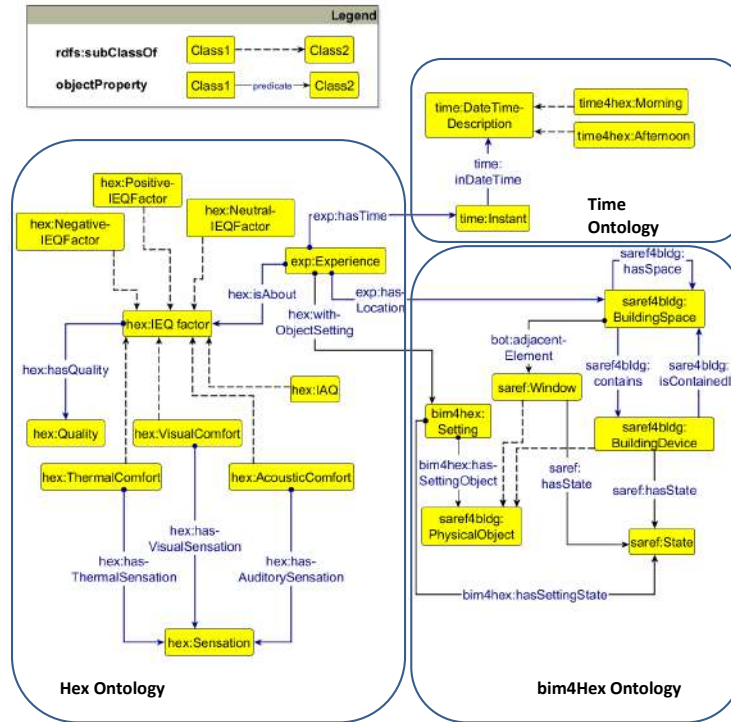 Legend
rdfs:subClassOf
Class1
Class2
objectProperty
Class1
predicate
Class2
time:DateTime-
Description
time4hex:Morning
time4hex:Afternoon
time:
inDateTime
time:Instant
Time
Ontology
hex:Positive-
IEQFactor
hex:Negative-
IEQFactor
hex:Neutral-
IEQFactor
exp:hasTime
exp:Experience
hex:isAbout
hex:with-
ObjectSetting
exp:has-
Location
hex:IEQ factor
hex:hasQuality
hex:IAQ
hex:Quality
hex:VisualComfort
hex:ThermalComfort
hex:AcousticComfort
hex:has-
VisualSensation
hex:has-
ThermalSensation
hex:has-
AuditorySensation
hex:Sensation
Hex Ontology
saref4bldg:
hasSpace
saref4bldg:
BuildingSpace
bot:adjacent-
Element
saref4bldg:
contains
sare4bldg:
isContainedI
saref:Window
bim4hex:
Setting
saref4bldg:
BuildingDevice
bim4hex:has-
SettingObject
saref:
hasState
saref:hasState
saref4bldg:
PhysicalObject
saref:State
bim4hex:hasSettingState
bim4Hex Ontology